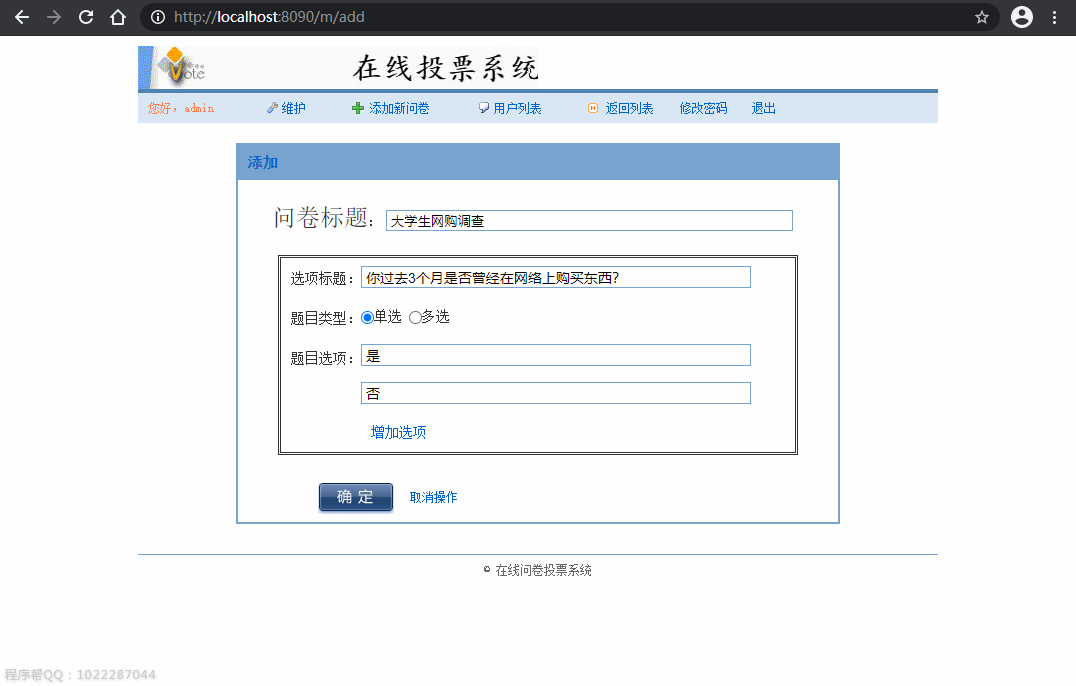 http://localhost:8090/m/add
Vote 在线投票系统
您好，admin 维护 添加新问卷 用户列表 N 返回列表 修改密码 退出
添加
问卷标题： 大学生网购调查
选项标题： 你过去3个月是否曾经在网络上购买东西?
题目类型： 单选 多选
题目选项： 是
否
增加选项
确 定 取消操作
© 在线问卷投票系统
程序帮QQ：1022287044